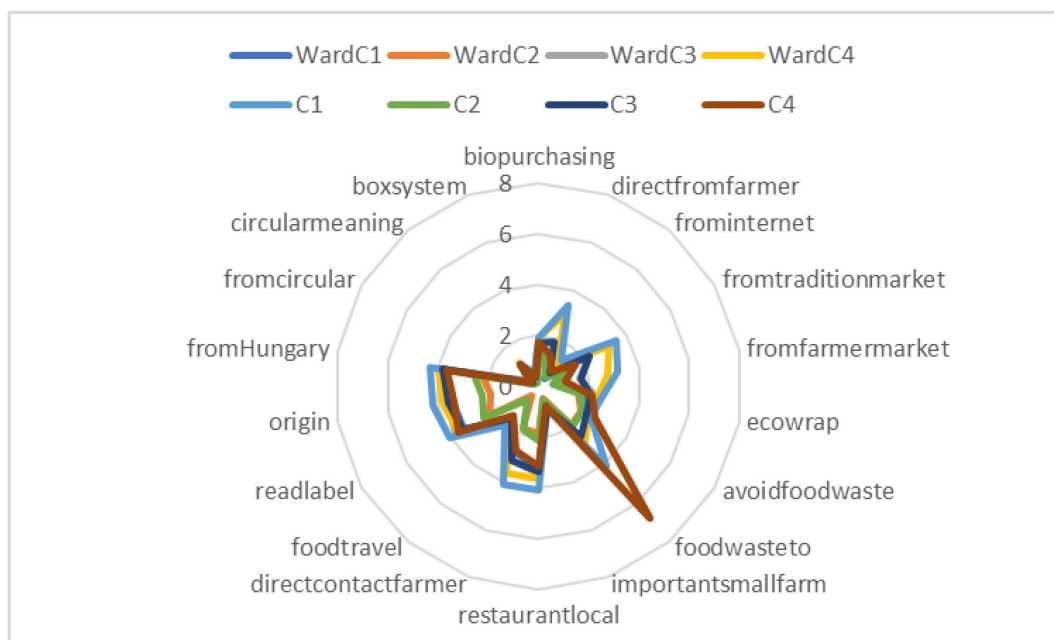 WardC1 WardC2 WardC3 WardC4
C1 C2 C3 C4
biopurchasing
boxsystem 8 directfromfarmer
circularmeaning 6 frominternet
fromcircular 4 fromtraditionmarket
fromHungary 2 fromfarmermarket
0
origin ecowrap
readlabel avoidfoodwaste
foodtravel foodwasteto
directcontactfarmer importantsmallfarm
restaurantlocal